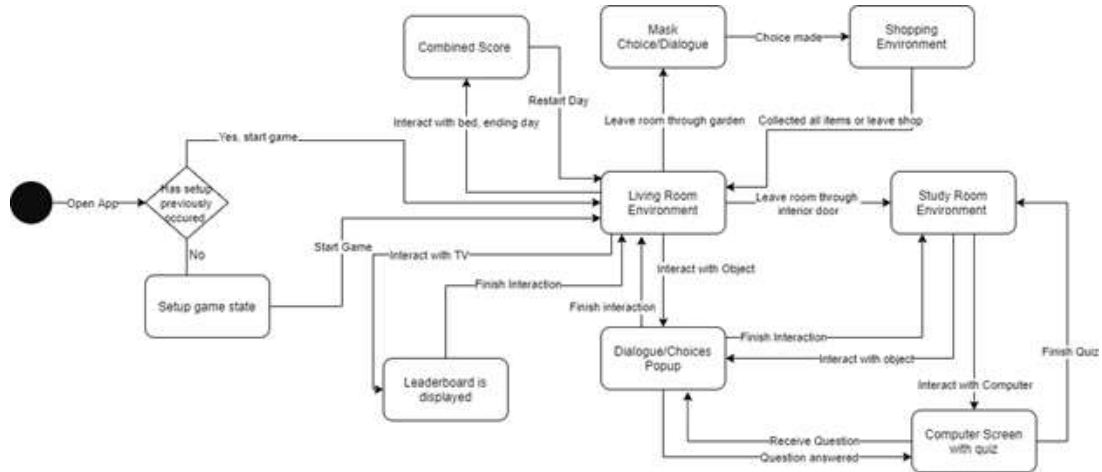 Mask
Choice/Dialogue
Choice made
Shopping
Environment
Combined Score
Restart Day
Interact with bed, ending day
Leave room through garden
Collected all items or leave shop
Yes, start game
Open App
Has setup
previously
occured
No
Setup game state
Start Game
Living Room
Environment
Leave room through
interior door
Study Room
Environment
Interact with TV
Interact with Object
Finish Interaction
Finish interaction
Leaderboard is
displayed
Dialogue/Choices
Popup
Finish Interaction
Interact with object
Finish Quiz
Interact with Computer
Receive Question
Question answered
Computer Screen
with quiz